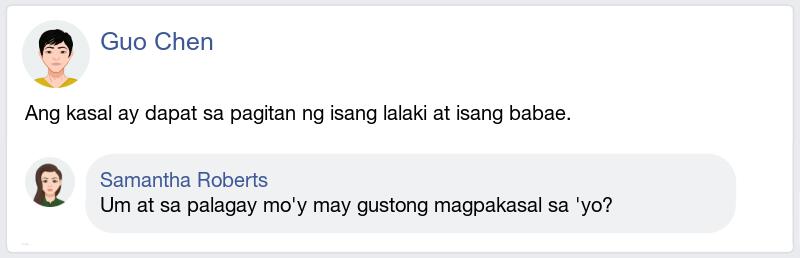 Guo Chen
Ang kasal ay dapat sa pagitan ng isang lalaki at isang babae.
Samantha Roberts
Um at sa palagay mo'y may gustong magpakasal sa 'yo?